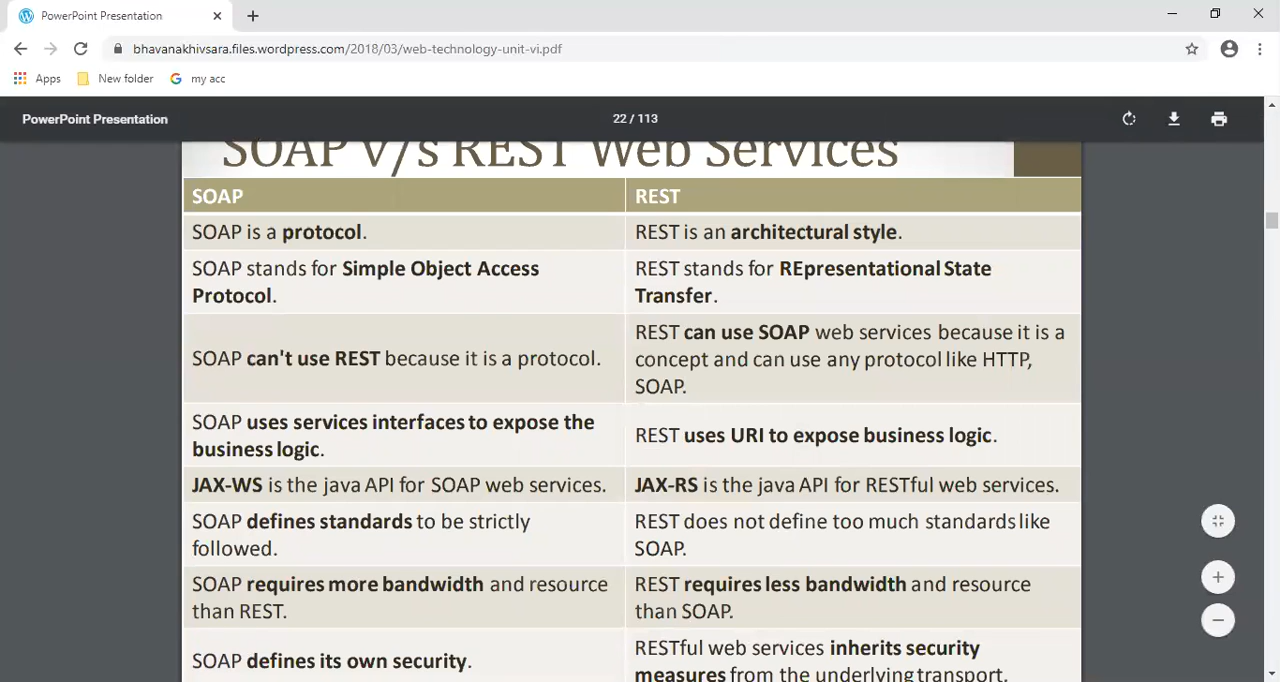 PowerPoint Presentation
bhavanakhivsara.files.wordpress.com/2018/03/web-technology-unit-vi.pdf
Apps New folder my acc
PowerPoint Presentation 22 / 113
SOAP v/s REST Web Services
SOAP REST
SOAP is a protocol.
REST is an architectural style.
SOAP stands for Simple Object Access
Protocol.
REST stands for REpresentational State
Transfer.
SOAP can't use REST because it is a protocol.
REST can use SOAP web services because it is a
concept and can use any protocol like HTTP,
SOAP.
SOAP uses services interfaces to expose the
business logic.
REST uses URI to expose business logic.
JAX-WS is the java API for SOAP web services.
JAX-RS is the java API for RESTful web services.
SOAP defines standards to be strictly
followed.
REST does not define too much standards like
SOAP.
SOAP requires more bandwidth and resource
than REST.
REST requires less bandwidth and resource
than SOAP.
SOAP defines its own security.
RESTful web services inherits security
measures from the underlying transport.